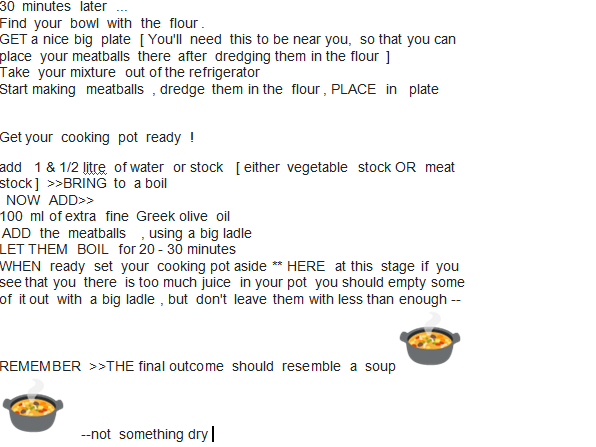 30 minutes later ...
Find your bowl with the flour .
GET a nice big plate [ You'll need this to be near you, so that you can
place your meatballs there after dredging them in the flour ]
Take your mixture out of the refrigerator
Start making meatballs , dredge them in the flour , PLACE in plate
Get your cooking pot ready !
add 1 & 1/2 litre of water or stock [ either vegetable stock OR meat
stock ] >>BRING to a boil
NOW ADD>>
100 ml of extra fine Greek olive oil
ADD the meatballs , using a big ladle
LET THEM BOIL for 20 - 30 minutes
WHEN ready set your cooking pot aside ** HERE at this stage if you
see that you there is too much juice in your pot you should empty some
of it out with a big ladle , but don't leave them with less than enough --
REMEMBER >>THE final outcome should resemble a soup
--not something dry